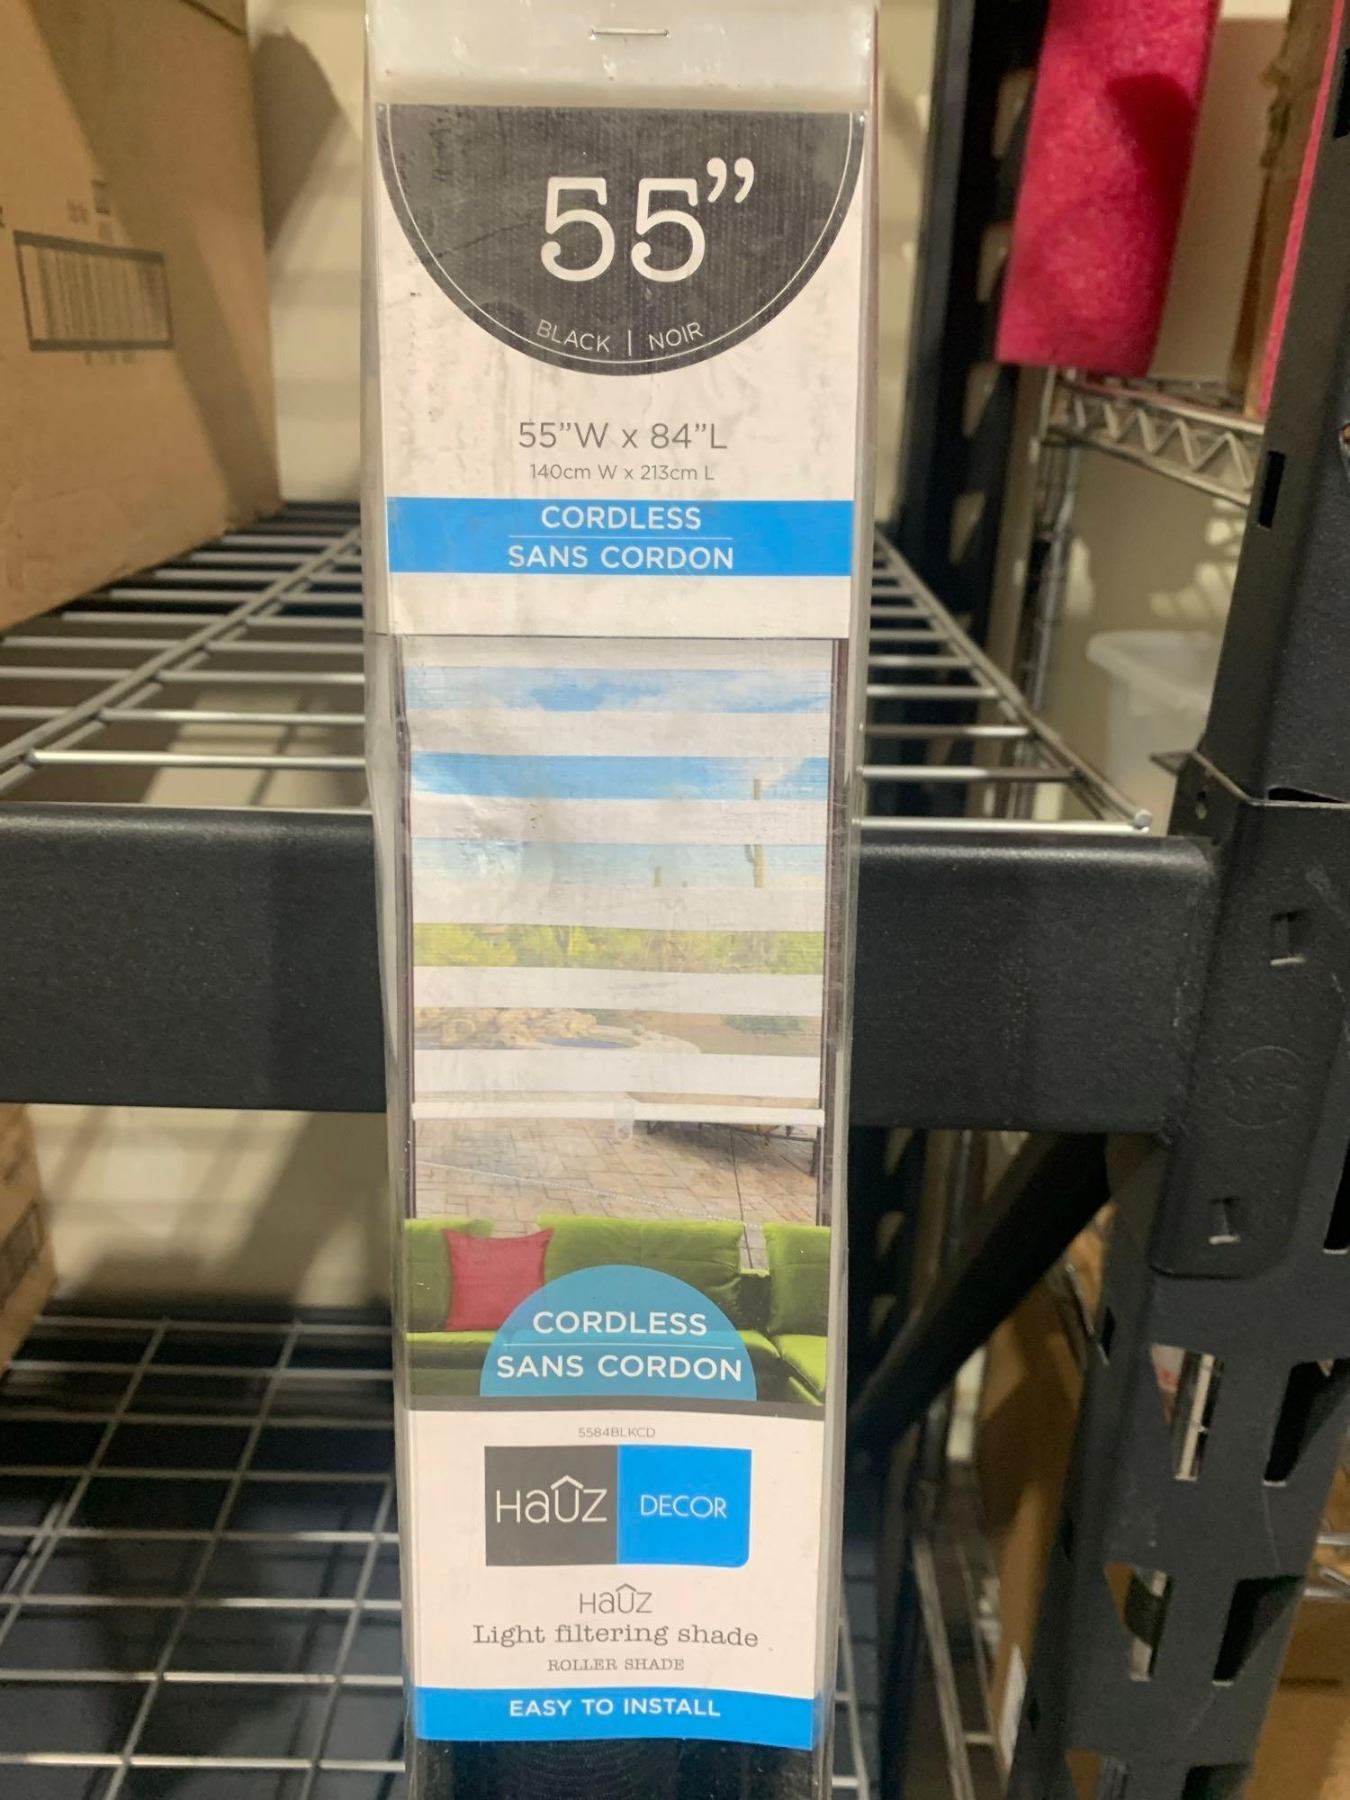 55”
BLACK | NOIR
55”W x 84”L
140cm W x 213cm L
CORDLESS
SANS CORDON
CORDLESS
SANS CORDON
5584BLKCD
HaûZ DECOR
HaûZ
Light filtering shade
ROLLER SHADE
EASY TO INSTALL